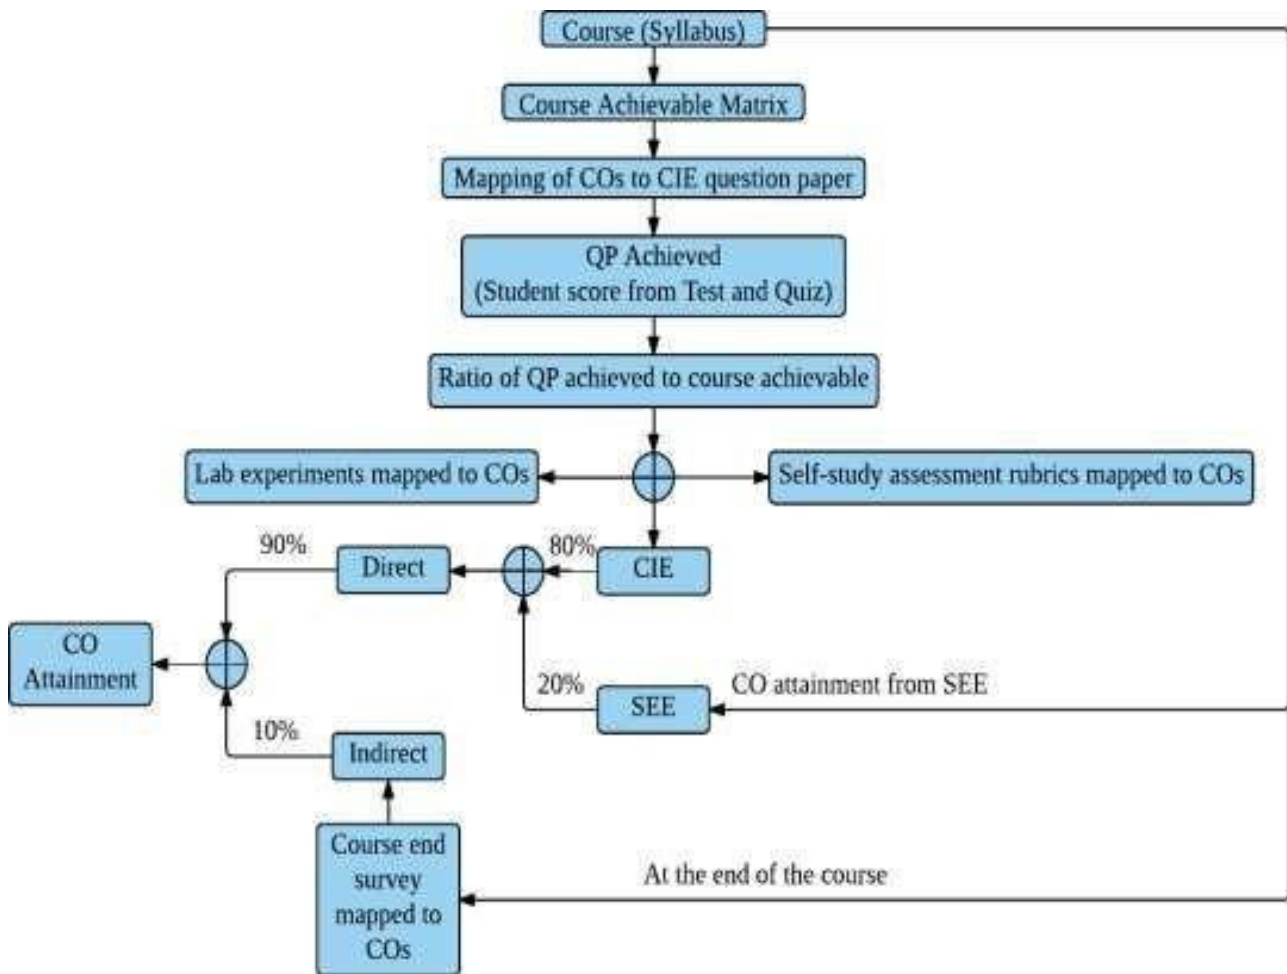 Course (Syllabus)
Course Achievable Matrix
Mapping of COs to CIE question paper
QP Achieved
(Student score from Test and Quiz)
Ratio of QP achieved to course achievable
Lab experiments mapped to COs
Self-study assessment rubrics mapped to COs
90%
Direct
80%
CIE
CO
Attainment
20%
SEE
CO attainment from SEE
10%
Indirect
Course end
survey
mapped to
COs
At the end of the course